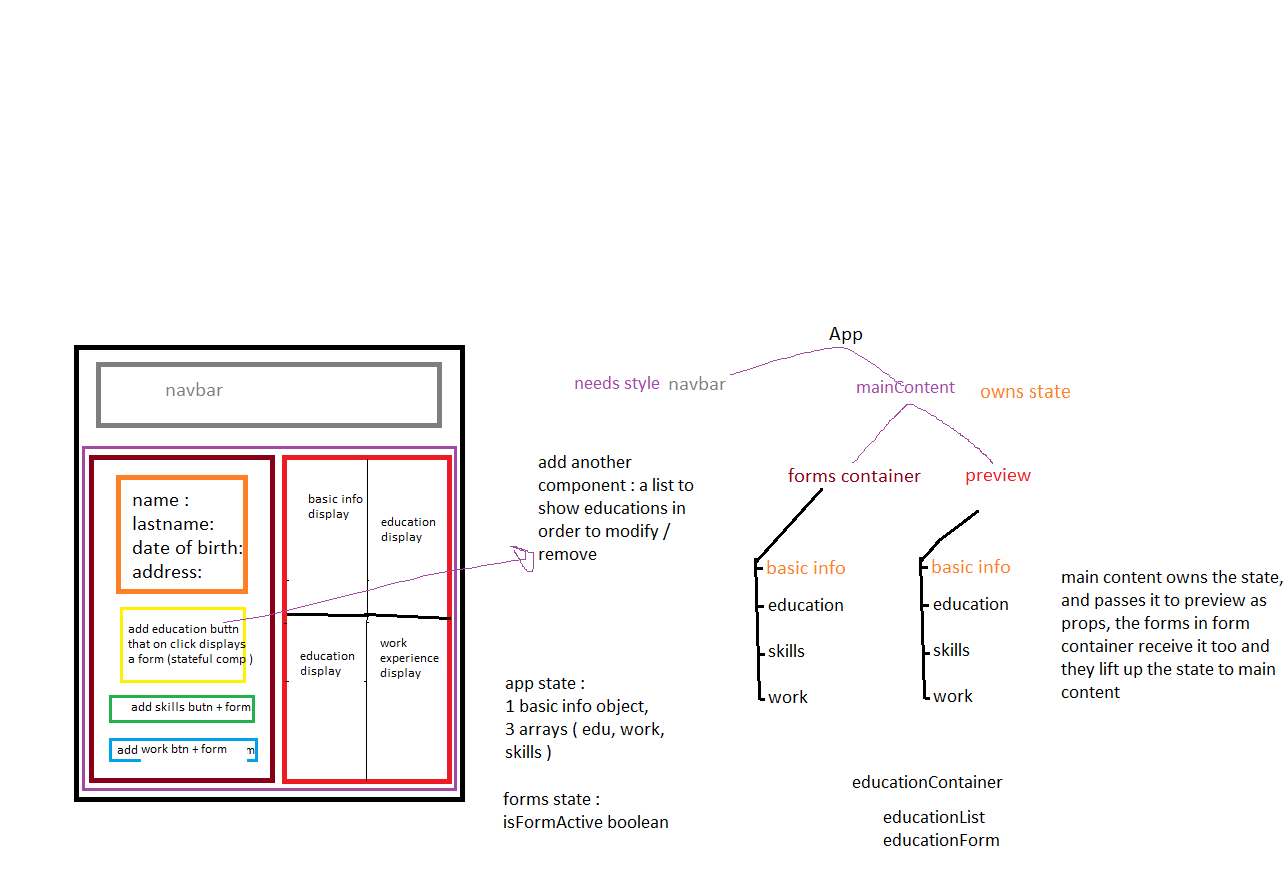 navbar
name :
lastname:
date of birth:
address:
add education buttn
that on click displays
a form (stateful comp )
add skills butn + form
add work btn + form
m
basic info
display
education
display
education
display
work
experience
display
add another
component : a list to
show educations in
order to modify /
remove
app state :
1 basic info object,
3 arrays ( edu, work,
skills )
forms state :
isFormActive boolean
App
needs style
navbar
mainContent
owns state
forms container
preview
basic info
education
skills
work
basic info
education
skills
work
main content owns the state,
and passes it to preview as
props, the forms in form
container receive it too and
they lift up the state to main
content
educationContainer
educationList
educationForm